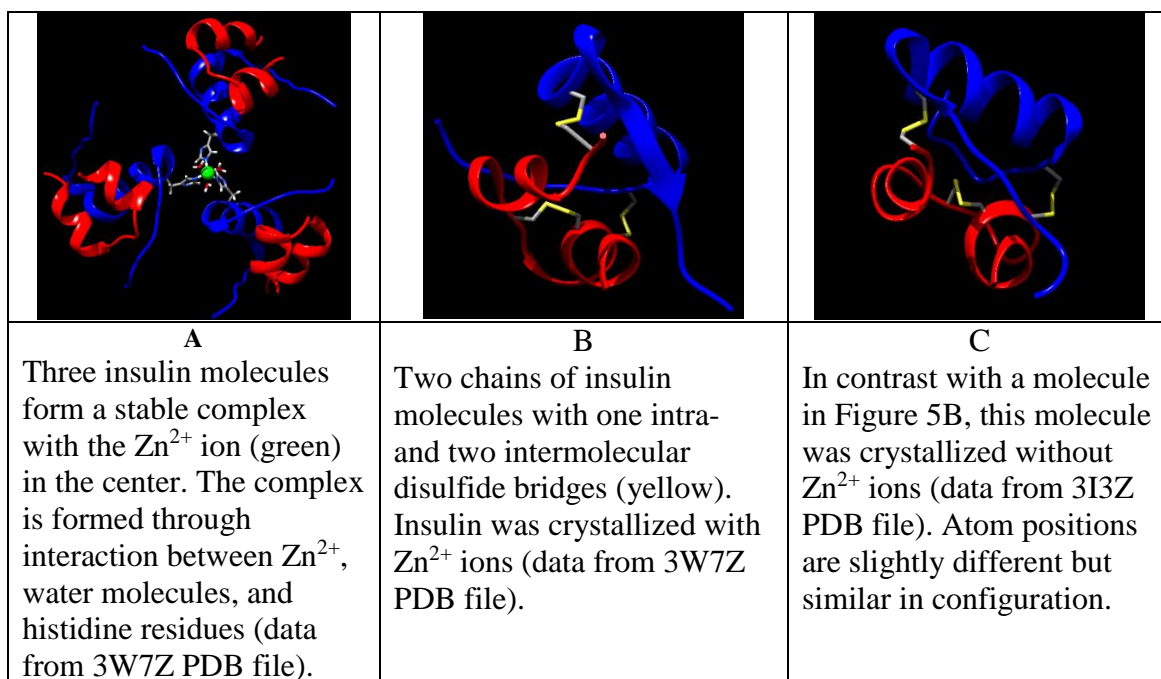 A
Three insulin molecules
form a stable complex
with the Zn²⁺ ion (green)
in the center. The complex
is formed through
interaction between Zn²⁺,
water molecules, and
histidine residues (data
from 3W7Z PDB file).
B
Two chains of insulin
molecules with one intra-
and two intermolecular
disulfide bridges (yellow).
Insulin was crystallized with
Zn²⁺ ions (data from 3W7Z
PDB file).
C
In contrast with a molecule
in Figure 5B, this molecule
was crystallized without
Zn²⁺ ions (data from 3I3Z
PDB file). Atom positions
are slightly different but
similar in configuration.